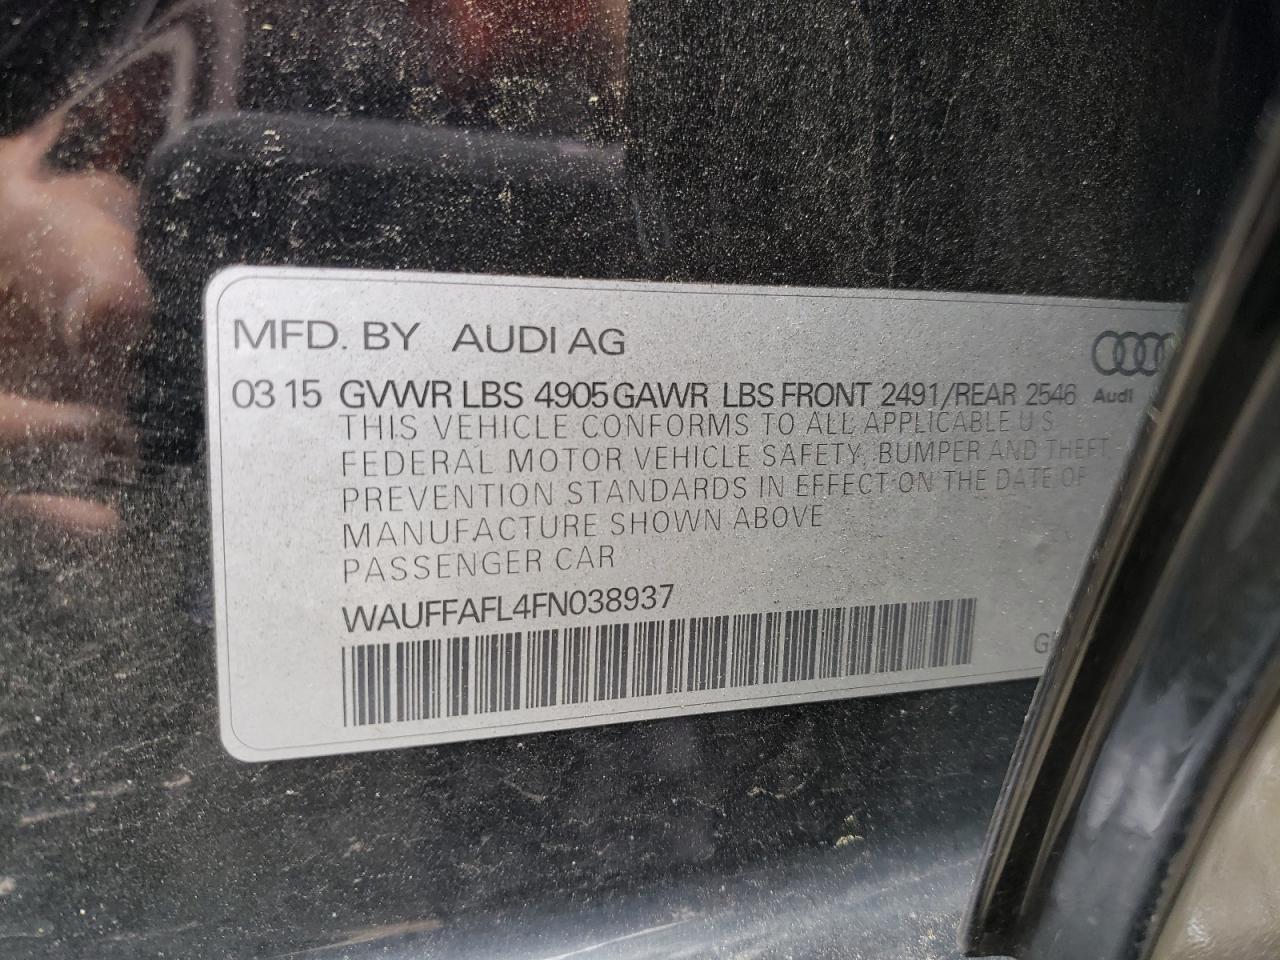 MFD. BY AUDI AG
03 15 GVWR LBS 4905 GAWR LBS FRONT 2491/REAR 2546 Audi
THIS VEHICLE CONFORMS TO ALL APPLICABLE U S
FEDERAL MOTOR VEHICLE SAFETY, BUMPER AND THEFT
PREVENTION STANDARDS IN EFFECT ON THE DATE OF
MANUFACTURE SHOWN ABOVE
PASSENGER CAR
WAUFFAFL4FN038937